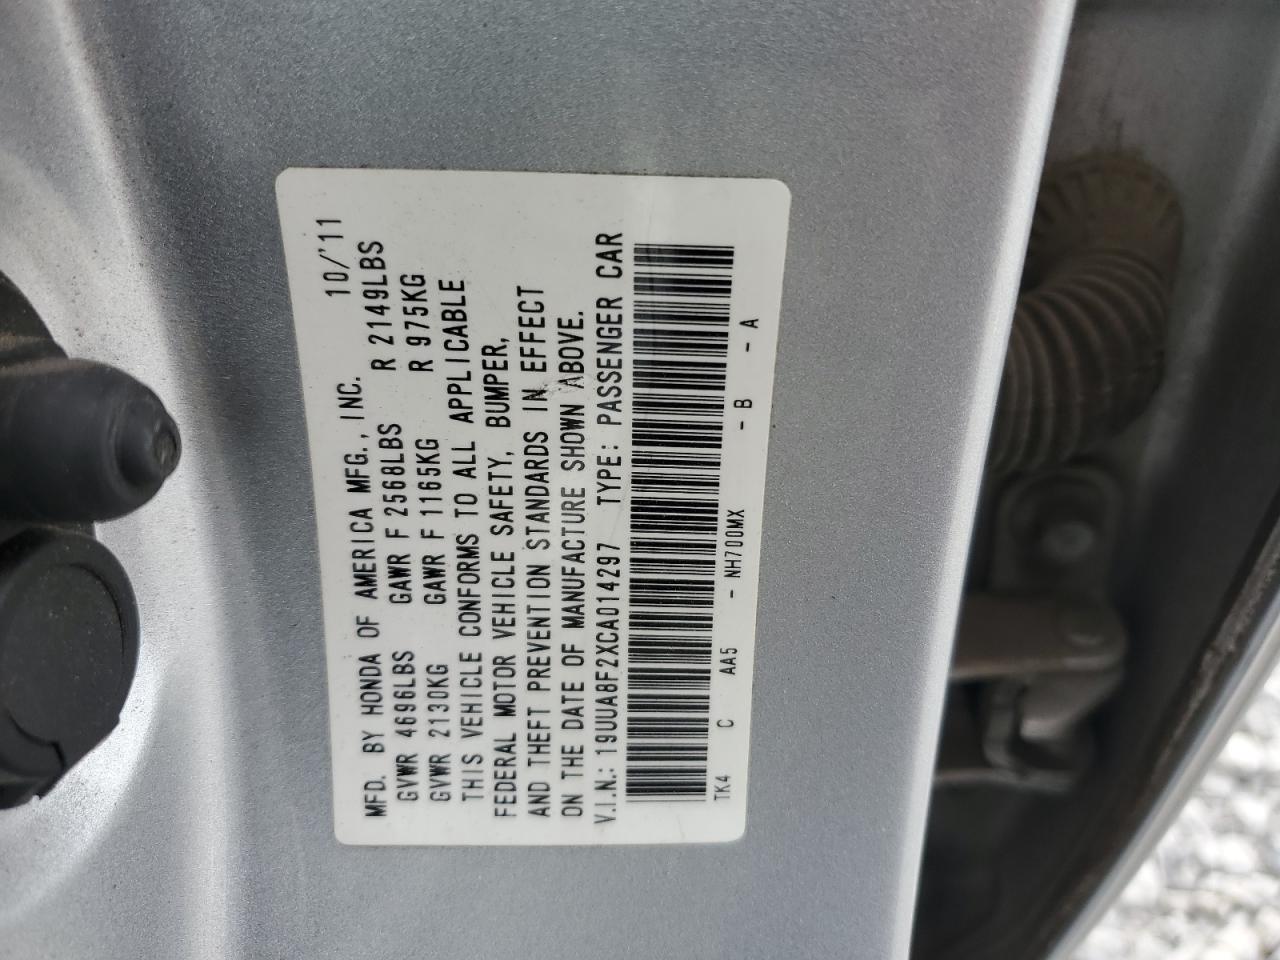 10/'11
MFD. BY HONDA OF AMERICA MFG., INC.
GVWR 4696LBS GAWR F 2568LBS R 2149LBS
GVWR 2130KG GAWR F 1165KG R 975KG
THIS VEHICLE CONFORMS TO ALL APPLICABLE
FEDERAL MOTOR VEHICLE SAFETY, BUMPER,
AND THEFT PREVENTION STANDARDS IN EFFECT
ON THE DATE OF MANUFACTURE SHOWN ABOVE.
V.I.N.: 19UUA8F2XCA014297 TYPE: PASSENGER CAR
TK4 C AA5 - NH700MX - B - A